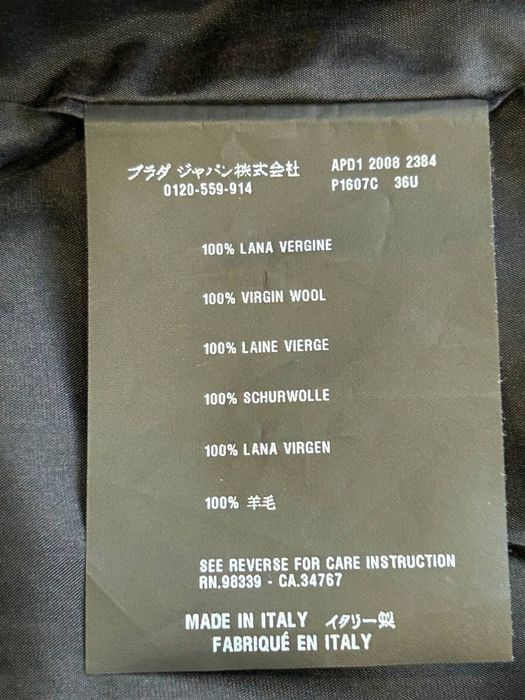 プラダ ジャパン株式会社 APD1 2008 2384
0120-559-914 P1607C 36U
100% LANA VERGINE
100% VIRGIN WOOL
100% LAINE VIERGE
100% SCHURWOLLE
100% LANA VIRGEN
100% 羊毛
SEE REVERSE FOR CARE INSTRUCTION
RN.98339 - CA.34767
MADE IN ITALY イタリー製
FABRIQUÉ EN ITALY